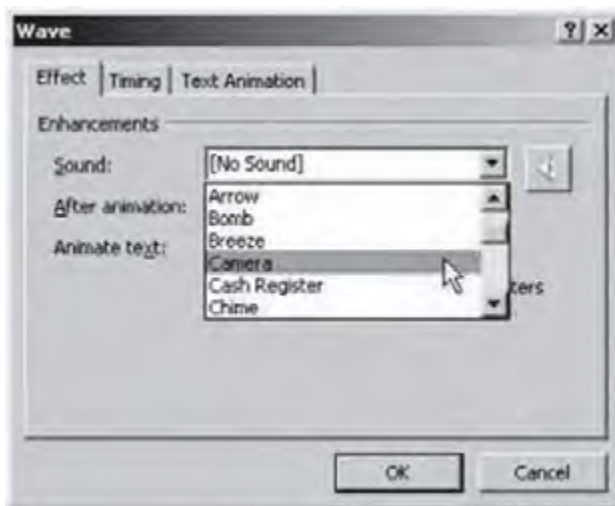 Wave
Effect Timing Text Animation
Enhancements
Sound: [No Sound]
After animation:
Animate text:
Arrow
Bomb
Breeze
Camera
Cash Register
Chime
ters
OK Cancel